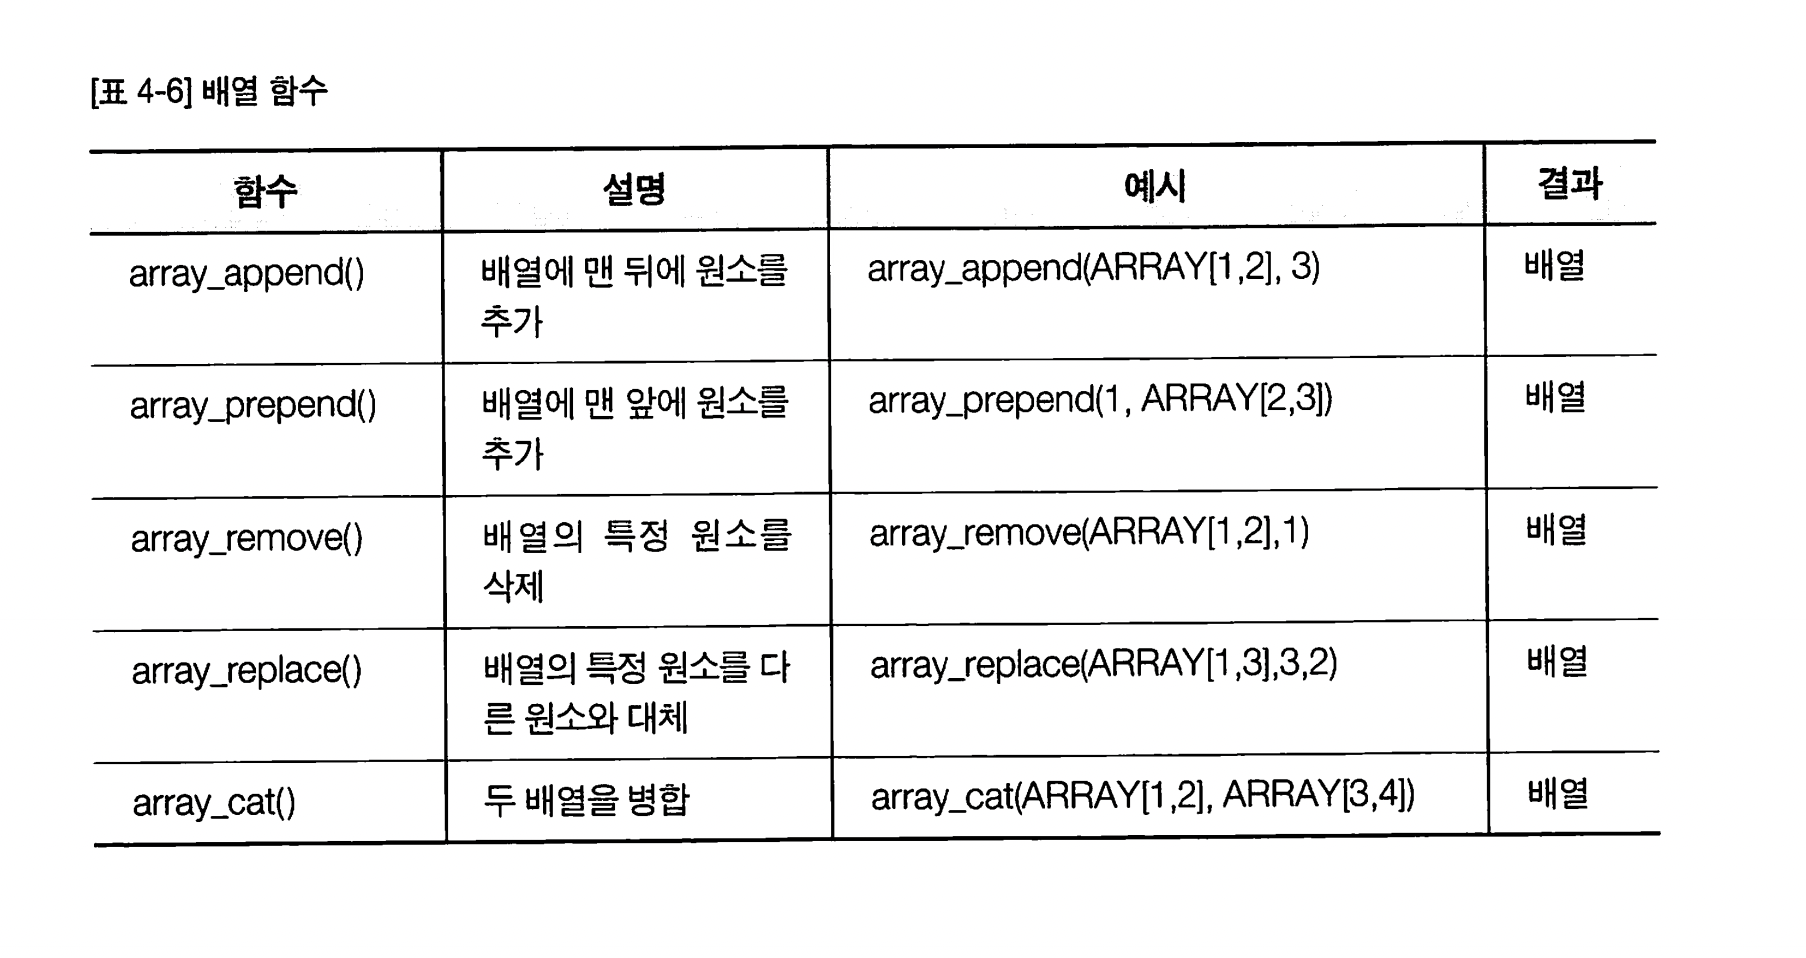 [표 4-6] 배열 함수
함수 설명 예시 결과
array_append() 배열에 맨 뒤에 원소를 array_append(ARRAY[1,2], 3) 배열
추가
array_prepend() 배열에 맨 앞에 원소를 array_prepend(1, ARRAY[2,3]) 배열
추가
array_remove() 배열의 특정 원소를 array_remove(ARRAY[1,2],1) 배열
삭제
array_replace() 배열의 특정 원소를 다 array_replace(ARRAY[1,3],3,2) 배열
른 원소와 대체
array_cat() 두 배열을 병합 array_cat(ARRAY[1,2], ARRAY[3,4]) 배열